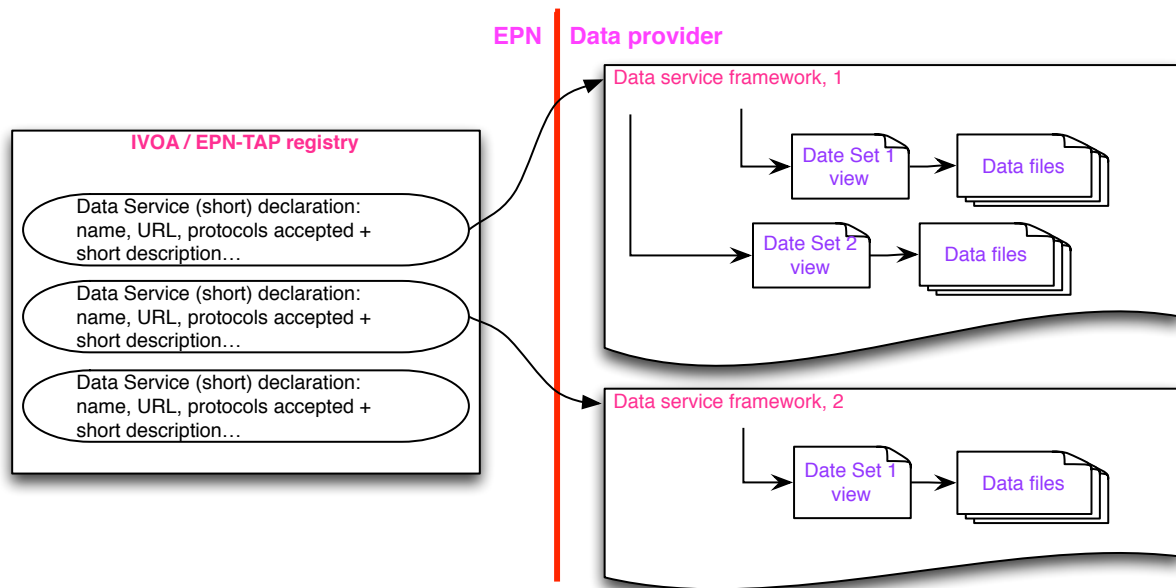 EPN
Data provider
IVOA / EPN-TAP registry
Data Service (short) declaration:
name, URL, protocols accepted +
short description…
Data Service (short) declaration:
name, URL, protocols accepted +
short description…
Data Service (short) declaration:
name, URL, protocols accepted +
short description…
Data service framework, 1
Date Set 1
view
Data files
Date Set 2
view
Data files
Data service framework, 2
Date Set 1
view
Data files